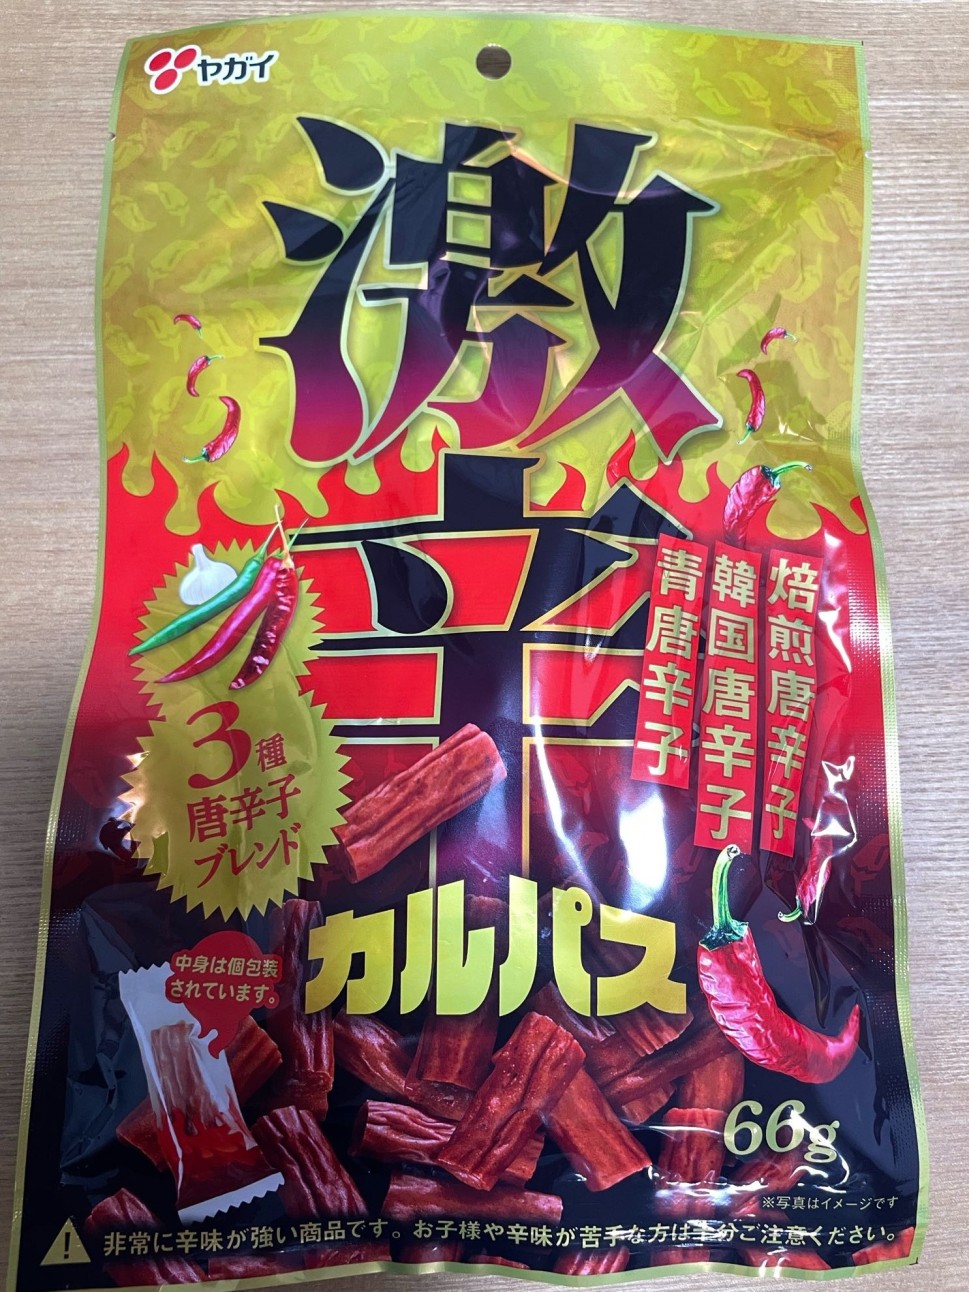 ヤガイ
激
辛
焙煎唐辛子
韓国唐辛子
青唐辛子
3種
唐辛子
ブレンド
カルパス
中身は個包装
されています。
66g
※写真はイメージです
非常に辛味が強い商品です。お子様や辛味が苦手な方は十分ご注意ください。